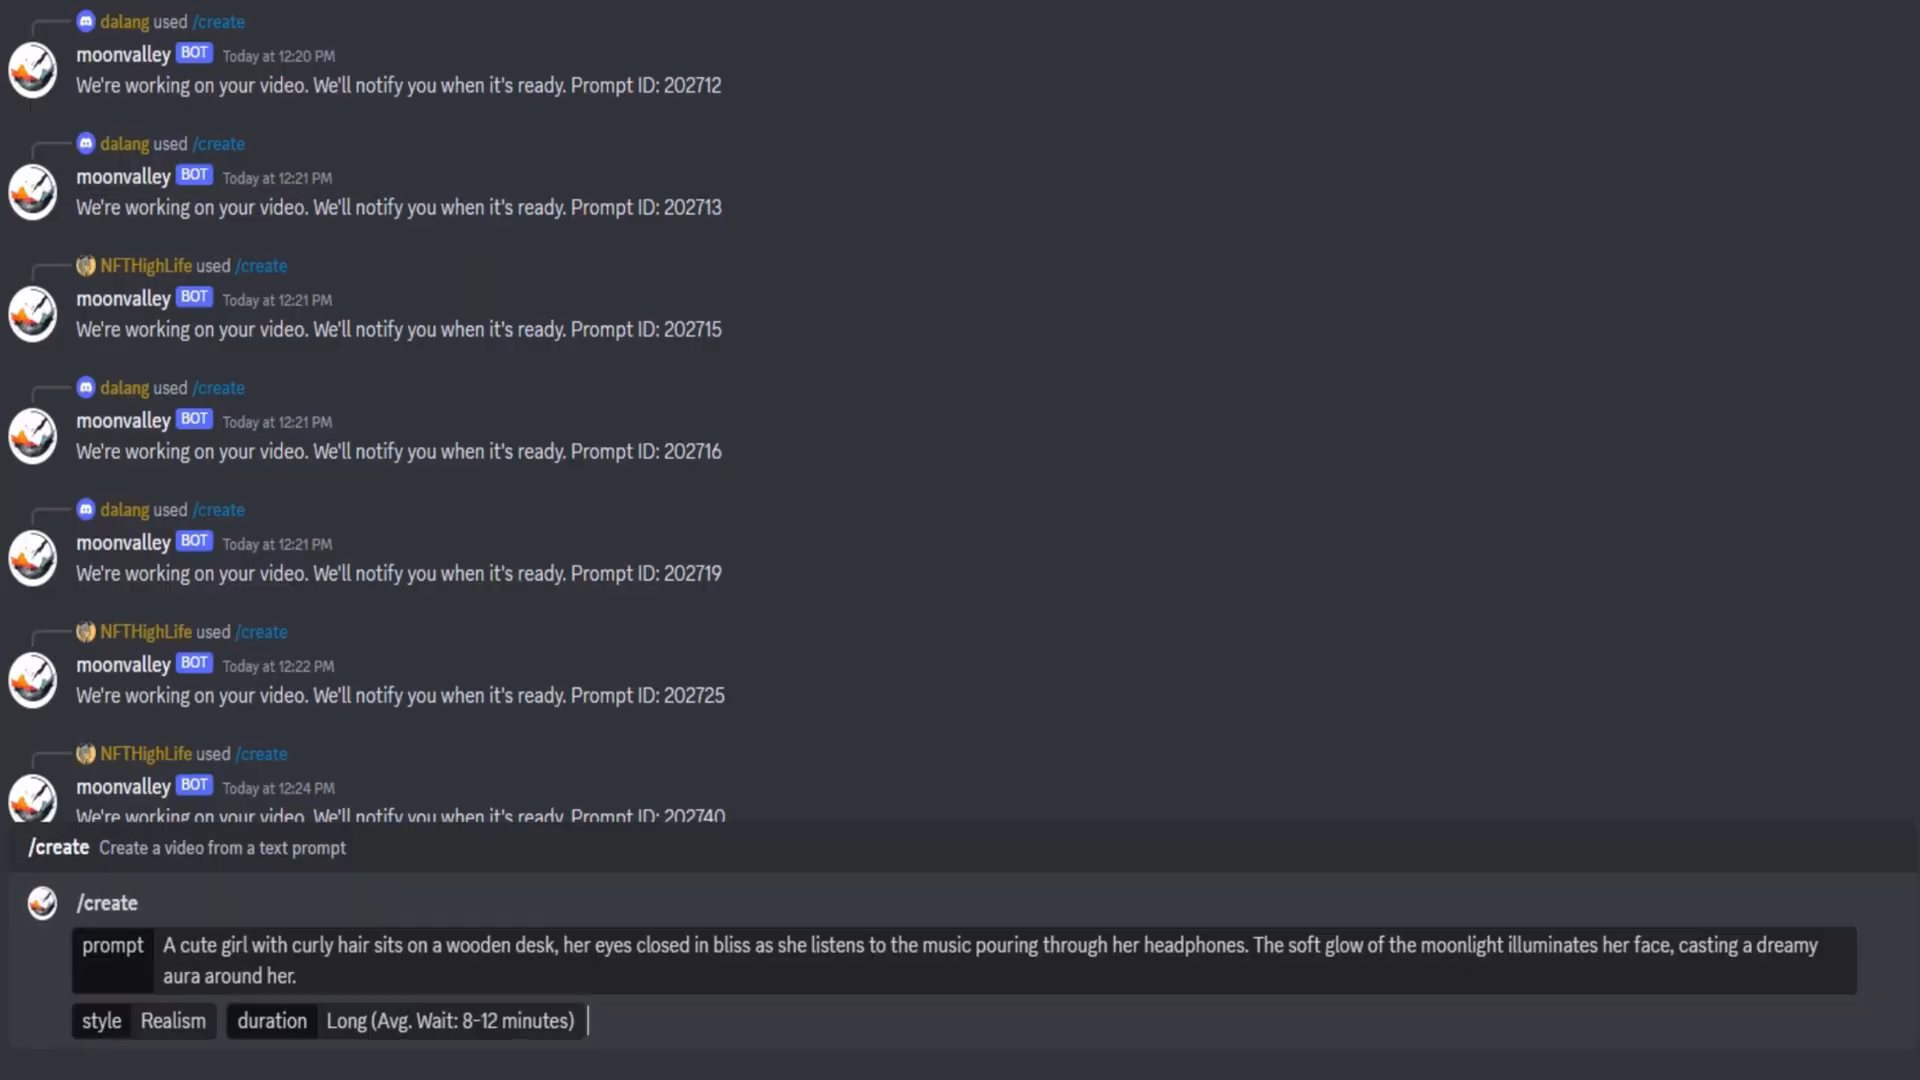 dalang used /create
moonvalley BOT Today at 12:20 PM
We're working on your video. We'll notify you when it's ready. Prompt ID: 202712
dalang used /create
moonvalley BOT Today at 12:21 PM
We're working on your video. We'll notify you when it's ready. Prompt ID: 202713
NFTHighLife used /create
moonvalley BOT Today at 12:21 PM
We're working on your video. We'll notify you when it's ready. Prompt ID: 202715
dalang used /create
moonvalley BOT Today at 12:21 PM
We're working on your video. We'll notify you when it's ready. Prompt ID: 202716
dalang used /create
moonvalley BOT Today at 12:21 PM
We're working on your video. We'll notify you when it's ready. Prompt ID: 202719
NFTHighLife used /create
moonvalley BOT Today at 12:22 PM
We're working on your video. We'll notify you when it's ready. Prompt ID: 202725
NFTHighLife used /create
moonvalley BOT Today at 12:24 PM
We're working on your video. We'll notify you when it's ready. Prompt ID: 202740
/create Create a video from a text prompt
/create
prompt A cute girl with curly hair sits on a wooden desk, her eyes closed in bliss as she listens to the music pouring through her headphones. The soft glow of the moonlight illuminates her face, casting a dreamy
aura around her.
style Realism duration Long (Avg. Wait: 8-12 minutes)